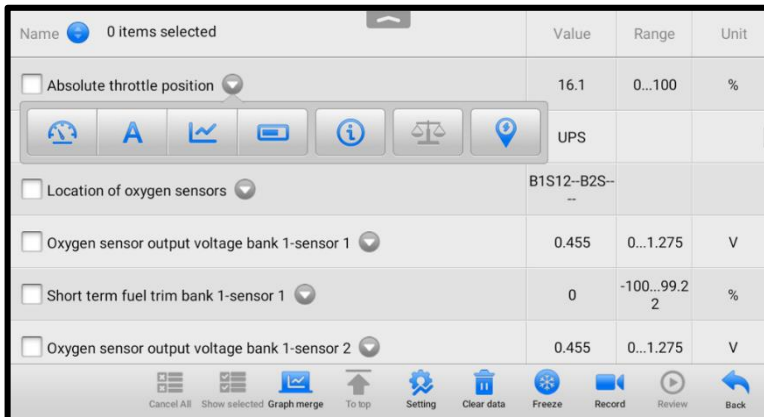 Name 0 items selected Value Range Unit
Absolute throttle position 16.1 0...100 %
A
UPS
Location of oxygen sensors B1S12--B2S--
--
Oxygen sensor output voltage bank 1-sensor 1 0.455 0...1.275 V
Short term fuel trim bank 1-sensor 1 0 -100...99.2
2 %
Oxygen sensor output voltage bank 1-sensor 2 0.455 0...1.275 V
Cancel All Show selected Graph merge To top Setting Clear data Freeze Record Review Back